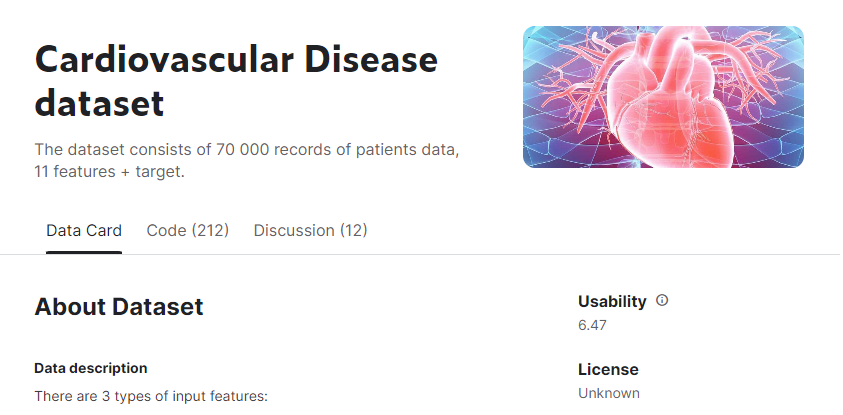 Cardiovascular Disease
dataset
The dataset consists of 70 000 records of patients data,
11 features + target.
Data Card
Code (212)
Discussion (12)
About Dataset
Data description
There are 3 types of input features:
Usability
6.47
License
Unknown